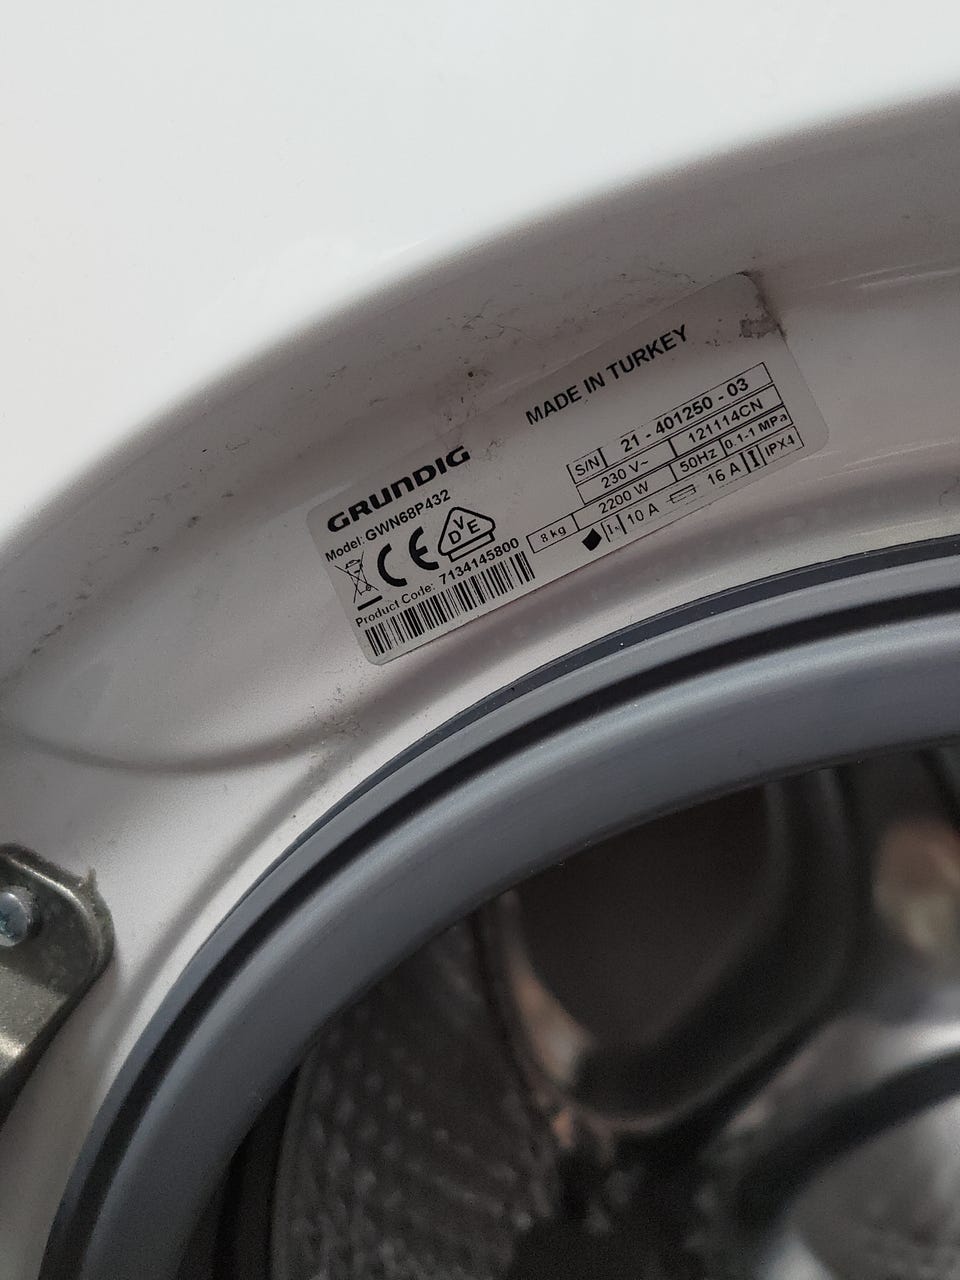 MADE IN TURKEY
GRUNDIG
Model: GWN68P432
CE
VDE
Product Code: 7134145800
S/N 21 - 401250 - 03
230 V~ 121114CN
2200 W 50Hz 0.1-1 MPa
8 kg 10 A 16 A IPX4